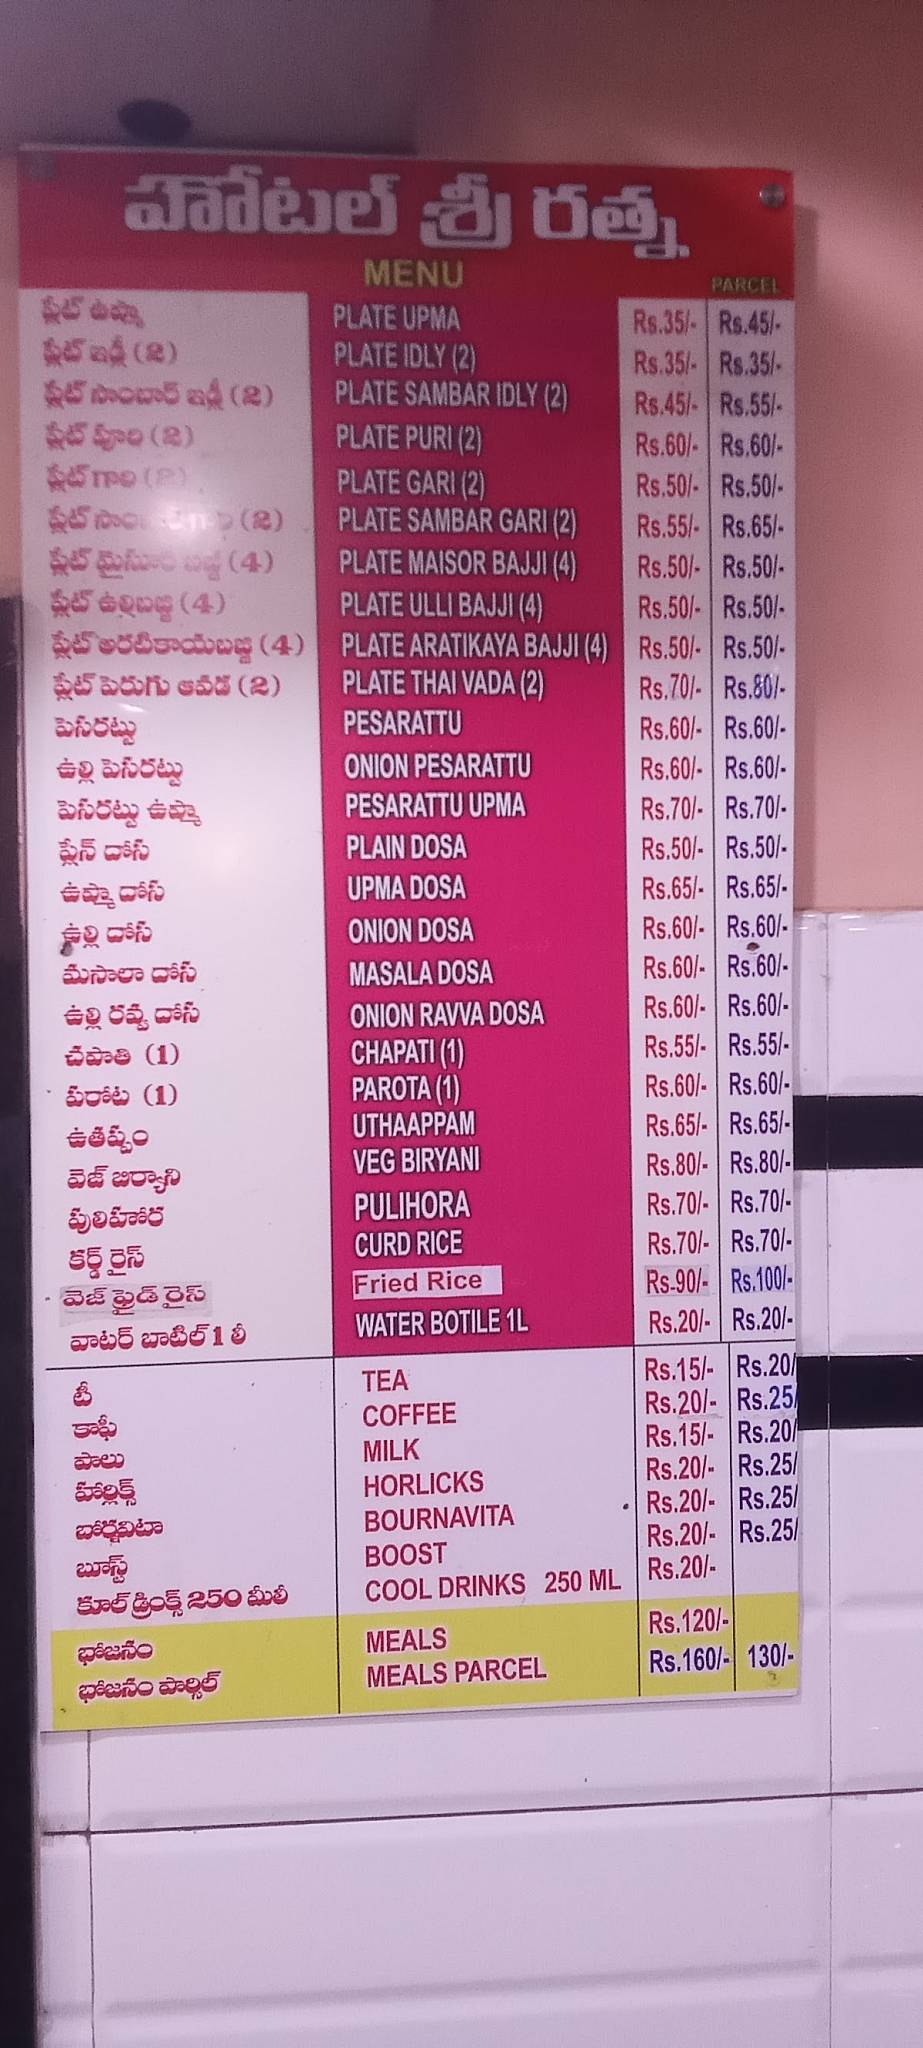 హోటల్ శ్రీ రత్న
MENU
PARCEL
ప్లేట్ ఉప్మా PLATE UPMA Rs.35/- Rs.45/-
ప్లేట్ ఇడ్లీ (2) PLATE IDLY (2) Rs.35/- Rs.35/-
ప్లేట్ సాంబార్ ఇడ్లీ (2) PLATE SAMBAR IDLY (2) Rs.45/- Rs.55/-
ప్లేట్ పూరి (2) PLATE PURI (2) Rs.60/- Rs.60/-
ప్లేట్ గారి (2) PLATE GARI (2) Rs.50/- Rs.50/-
ప్లేట్ (2) PLATE SAMBAR GARI (2) Rs.55/- Rs.65/-
ప్లేట్ మైసూర్ బజ్జి (4) PLATE MAISOR BAJJI (4) Rs.50/- Rs.50/-
ప్లేట్ ఉల్లిబజ్జి (4) PLATE ULLI BAJJI (4) Rs.50/- Rs.50/-
ప్లేట్ అరటికాయబజ్జి (4) PLATE ARATIKAYA BAJJI (4) Rs.50/- Rs.50/-
ప్లేట్ పెరుగు ఆవడ (2) PLATE THAI VADA (2) Rs.70/- Rs.80/-
పెసరట్టు PESARATTU Rs.60/- Rs.60/-
ఉల్లి పెసరట్టు ONION PESARATTU Rs.60/- Rs.60/-
పెసరట్టు ఉప్మా PESARATTU UPMA Rs.70/- Rs.70/-
ప్లేన్ దోస PLAIN DOSA Rs.50/- Rs.50/-
ఉప్మా దోస UPMA DOSA Rs.65/- Rs.65/-
ఉల్లి దోస ONION DOSA Rs.60/- Rs.60/-
మసాలా దోస MASALA DOSA Rs.60/- Rs.60/-
ఉల్లి రవ్వ దోస ONION RAVVA DOSA Rs.60/- Rs.60/-
చపాతి (1) CHAPATI (1) Rs.55/- Rs.55/-
పరోట (1) PAROTA (1) Rs.60/- Rs.60/-
ఉతప్పం UTHAAPPAM Rs.65/- Rs.65/-
వెజ్ బిర్యాని VEG BIRYANI Rs.80/- Rs.80/-
పులిహోర PULIHORA Rs.70/- Rs.70/-
కర్డ్ రైస్ CURD RICE Rs.70/- Rs.70/-
వెజ్ ఫ్రైడ్ రైస్ Fried Rice Rs-90/- Rs.100/-
వాటర్ బాటిల్ 1 లీ WATER BOTILE 1L Rs.20/- Rs.20/-
టీ TEA Rs.15/- Rs.20/
కాఫీ COFFEE Rs.20/- Rs.25/
పాలు MILK Rs.15/- Rs.20/
హార్లిక్స్ HORLICKS Rs.20/- Rs.25/
బోర్నవిటా BOURNAVITA Rs.20/- Rs.25/
బూస్ట్ BOOST Rs.20/- Rs.25/
కూల్ డ్రింక్స్ 250 మీలీ COOL DRINKS 250 ML Rs.20/-
భోజనం MEALS Rs.120/-
భోజనం పార్సిల్ MEALS PARCEL Rs.160/- 130/-